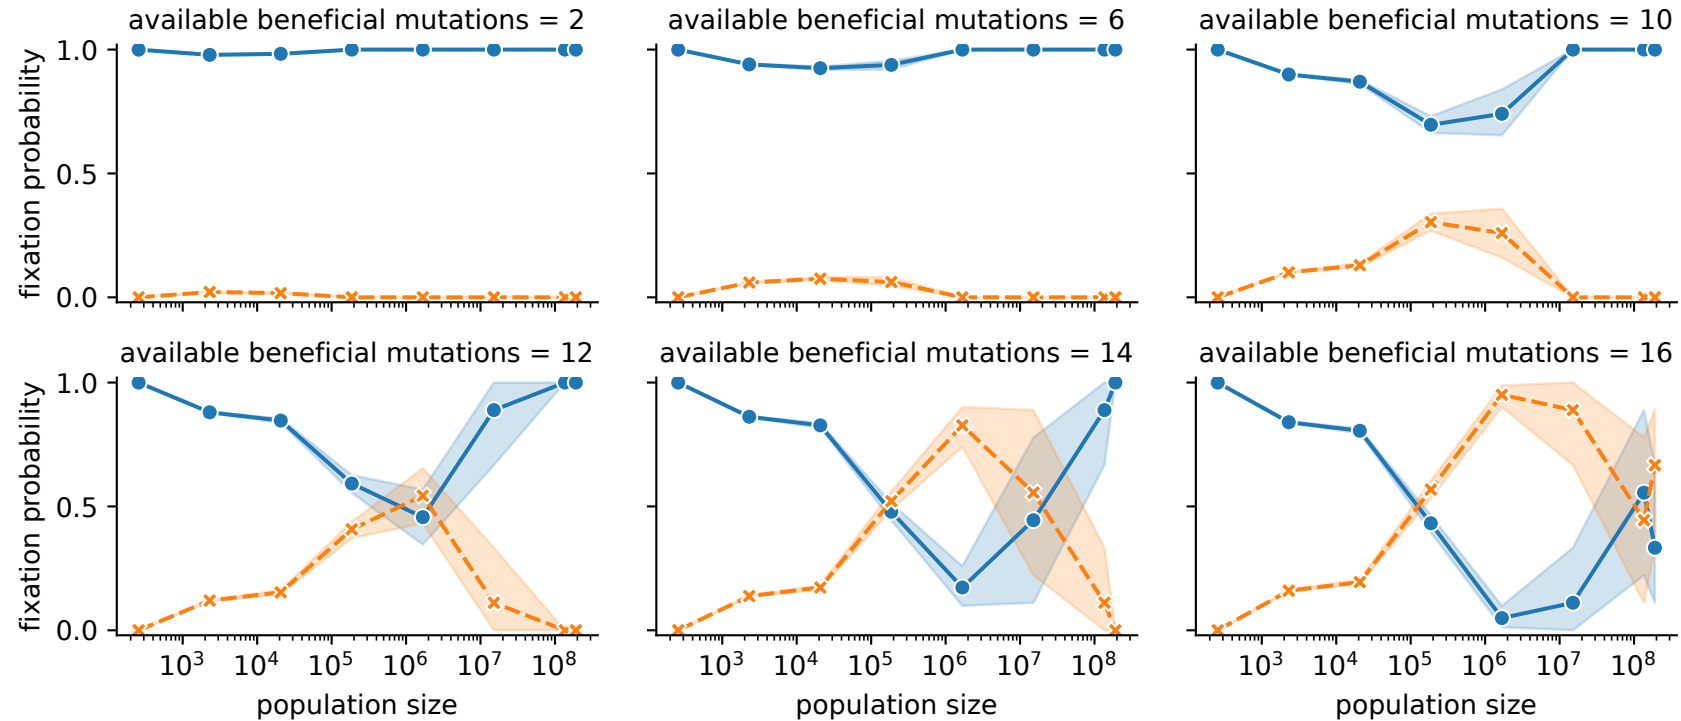 available beneficial mutations = 2
available beneficial mutations = 6
available beneficial mutations = 10
fixation probability
1.0
0.5
0.0
available beneficial mutations = 12
available beneficial mutations = 14
available beneficial mutations = 16
fixation probability
1.0
0.5
0.0
10³ 10⁴ 10⁵ 10⁶ 10⁷ 10⁸
10³ 10⁴ 10⁵ 10⁶ 10⁷ 10⁸
10³ 10⁴ 10⁵ 10⁶ 10⁷ 10⁸
population size
population size
population size